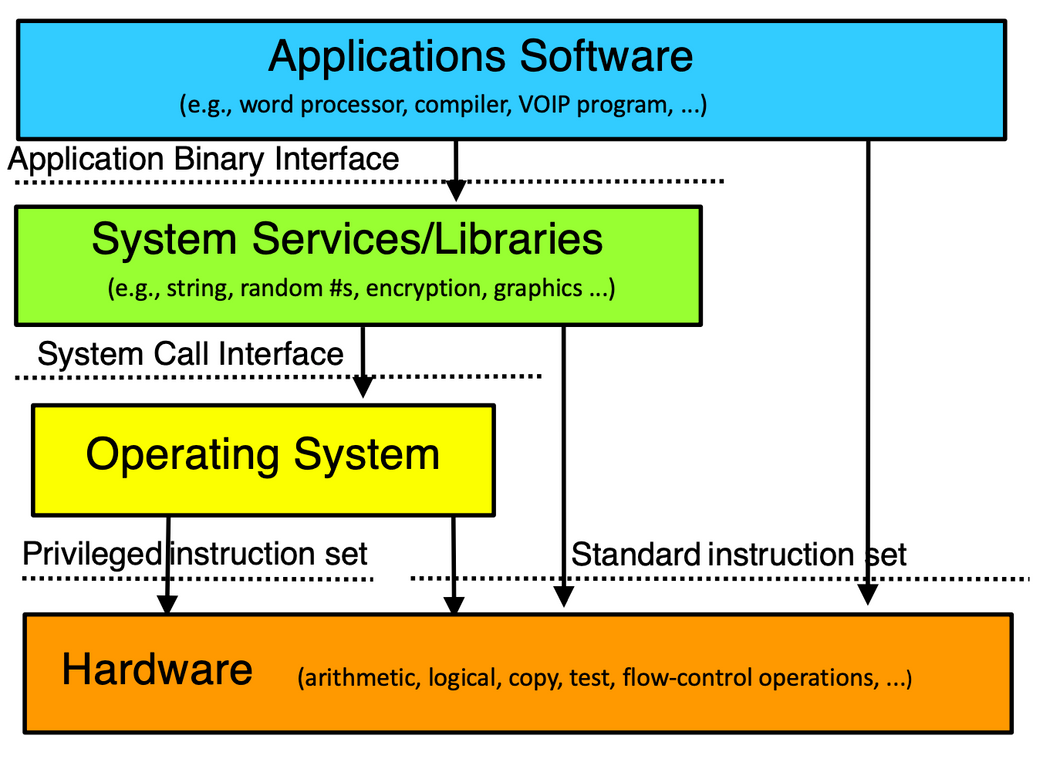 Applications Software
(e.g., word processor, compiler, VOIP program, ...)
Application Binary Interface
System Services/Libraries
(e.g., string, random #s, encryption, graphics ...)
System Call Interface
Operating System
Privileged instruction set
Standard instruction set
Hardware (arithmetic, logical, copy, test, flow-control operations, ...)